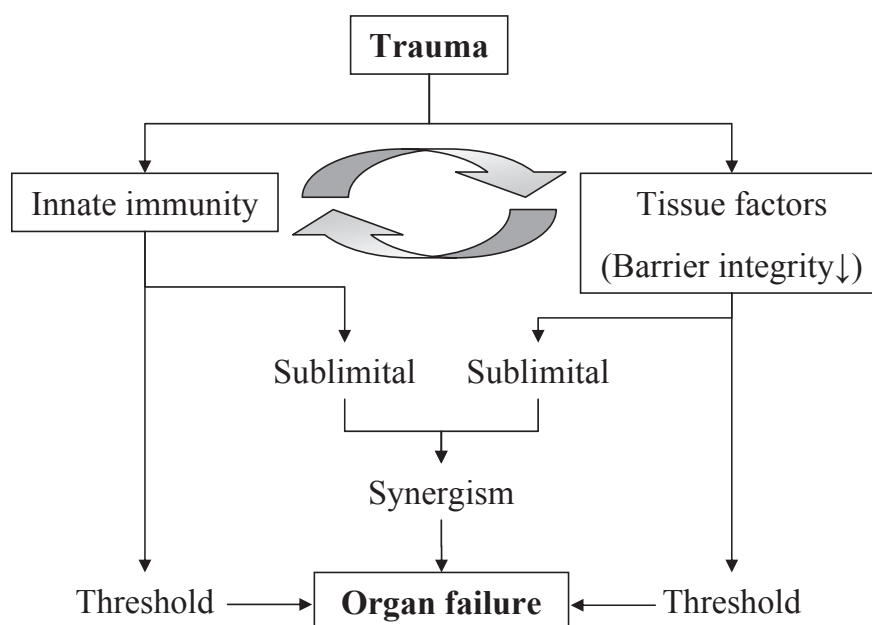 Trauma
Innate immunity
Tissue factors
(Barrier integrity↓)
Sublimital
Sublimital
Synergism
Threshold
Organ failure
Threshold